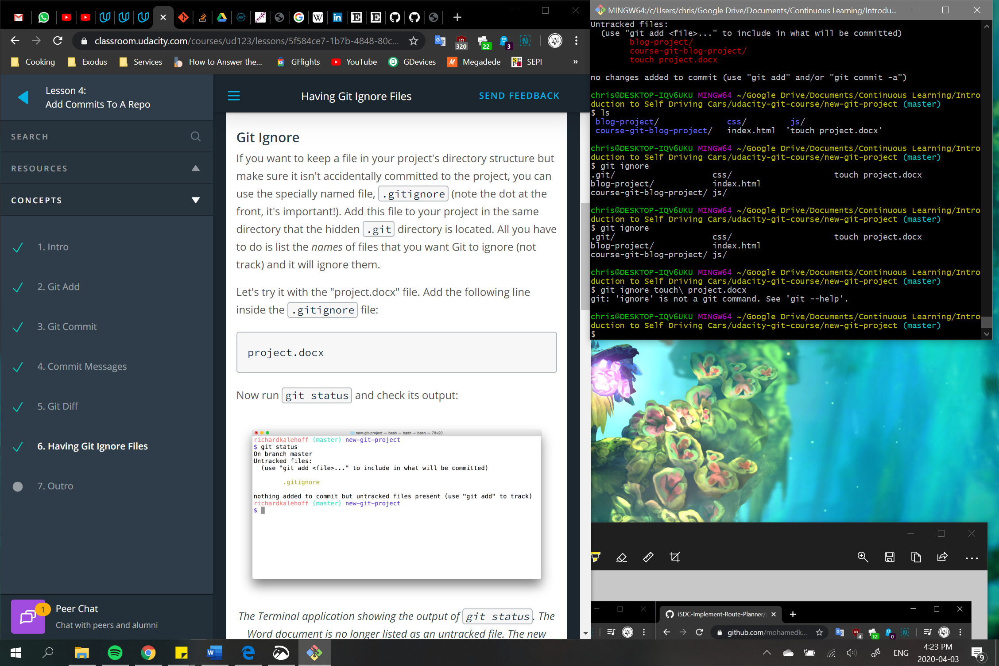 classroom.udacity.com/courses/ud123/lessons/5f584ce7-1b7b-4848-80c...
320
22
3
Cooking
Exodus
Services
How to Answer the...
GFlights
YouTube
GDevices
Megadede
SEPI
»
Lesson 4:
Add Commits To A Repo
SEARCH
RESOURCES
CONCEPTS
1. Intro
2. Git Add
3. Git Commit
4. Commit Messages
5. Git Diff
6. Having Git Ignore Files
7. Outro
1
Peer Chat
Chat with peers and alumni
Having Git Ignore Files
SEND FEEDBACK
Git Ignore
If you want to keep a file in your project's directory structure but
make sure it isn't accidentally committed to the project, you can
use the specially named file, .gitignore (note the dot at the
front, it's important!). Add this file to your project in the same
directory that the hidden .git directory is located. All you have
to do is list the names of files that you want Git to ignore (not
track) and it will ignore them.
Let's try it with the "project.docx" file. Add the following line
inside the .gitignore file:
project.docx
Now run git status and check its output:
new-git-project — bash — bash — bash — 78×20
richardkalehoff (master) new-git-project
$ git status
On branch master
Untracked files:
(use "git add <file>..." to include in what will be committed)
.gitignore
nothing added to commit but untracked files present (use "git add" to track)
richardkalehoff (master) new-git-project
$
The Terminal application showing the output of git status. The
Word document is no longer listed as an untracked file. The new
MINGW64:/c/Users/chris/Google Drive/Documents/Continuous Learning/Introdu...
Untracked files:
(use "git add <file>..." to include in what will be committed)
blog-project/
course-git-blog-project/
touch project.docx
no changes added to commit (use "git add" and/or "git commit -a")
chris@DESKTOP-IQV6UKU MINGW64 ~/Google Drive/Documents/Continuous Learning/Intro
duction to Self Driving Cars/udacity-git-course/new-git-project (master)
$ ls
blog-project/ css/ js/
course-git-blog-project/ index.html 'touch project.docx'
chris@DESKTOP-IQV6UKU MINGW64 ~/Google Drive/Documents/Continuous Learning/Intro
duction to Self Driving Cars/udacity-git-course/new-git-project (master)
$ git ignore
.git/ css/ touch project.docx
blog-project/ index.html
course-git-blog-project/ js/
chris@DESKTOP-IQV6UKU MINGW64 ~/Google Drive/Documents/Continuous Learning/Intro
duction to Self Driving Cars/udacity-git-course/new-git-project (master)
$ git ignore
.git/ css/ touch project.docx
blog-project/ index.html
course-git-blog-project/ js/
chris@DESKTOP-IQV6UKU MINGW64 ~/Google Drive/Documents/Continuous Learning/Intro
duction to Self Driving Cars/udacity-git-course/new-git-project (master)
$ git ignore touch\ project.docx
git: 'ignore' is not a git command. See 'git --help'.
chris@DESKTOP-IQV6UKU MINGW64 ~/Google Drive/Documents/Continuous Learning/Intro
duction to Self Driving Cars/udacity-git-course/new-git-project (master)
$
iSDC-Implement-Route-Planner/
github.com/mohamedk...
4
12
0
ENG
4:23 PM
2020-04-03
9